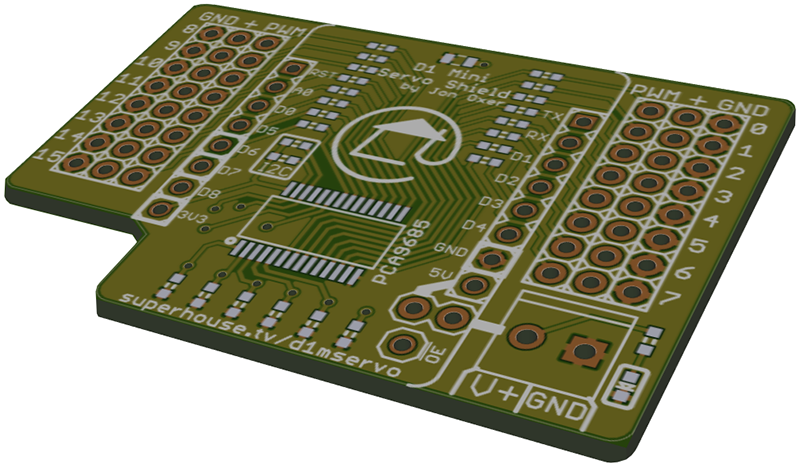 GND + PWM
8
9
10
11
12
13
14
15
RST
A0
D0
D5
D6
D7
D8
3V3
I2C
D1 Mini
Servo Shield
by Jon Oxer
TX
RX
D1
D2
D3
D4
GND
5V
PWM + GND
0
1
2
3
4
5
6
7
PCA9685
OE
V+
GND
superhouse.tv/d1mservo